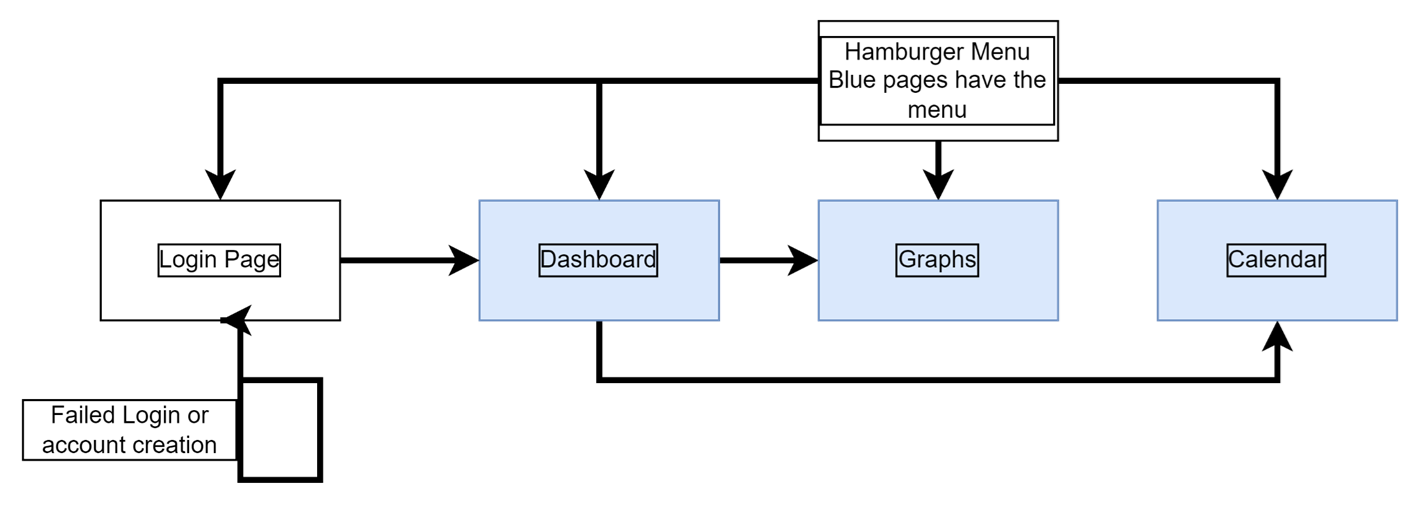 Hamburger Menu
Blue pages have the
menu
Login Page
Dashboard
Graphs
Calendar
Failed Login or
account creation